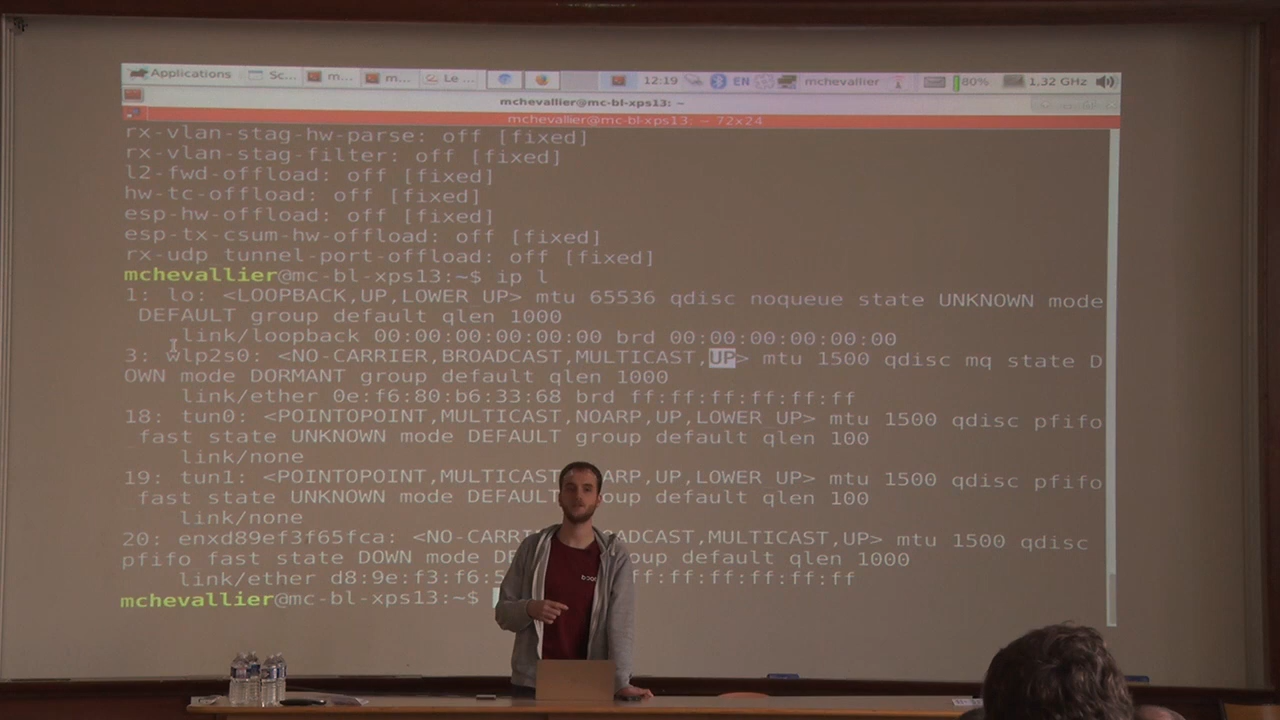 Applications Sc... m... m... Le ... 12:19 EN mchevallier 80% 1,32 GHz
mchevallier@mc-bl-xps13: ~
mchevallier@mc-bl-xps13: ~ 72x24
rx-vlan-stag-hw-parse: off [fixed]
rx-vlan-stag-filter: off [fixed]
l2-fwd-offload: off [fixed]
hw-tc-offload: off [fixed]
esp-hw-offload: off [fixed]
esp-tx-csum-hw-offload: off [fixed]
rx-udp_tunnel-port-offload: off [fixed]
mchevallier@mc-bl-xps13:~$ ip l
1: lo: <LOOPBACK,UP,LOWER_UP> mtu 65536 qdisc noqueue state UNKNOWN mode
DEFAULT group default qlen 1000
link/loopback 00:00:00:00:00:00 brd 00:00:00:00:00:00
3: wlp2s0: <NO-CARRIER,BROADCAST,MULTICAST,UP> mtu 1500 qdisc mq state D
OWN mode DORMANT group default qlen 1000
link/ether 0e:f6:80:b6:33:68 brd ff:ff:ff:ff:ff:ff
18: tun0: <POINTOPOINT,MULTICAST,NOARP,UP,LOWER_UP> mtu 1500 qdisc pfifo
_fast state UNKNOWN mode DEFAULT group default qlen 100
link/none
19: tun1: <POINTOPOINT,MULTICAST, ARP,UP,LOWER_UP> mtu 1500 qdisc pfifo
_fast state UNKNOWN mode DEFAUL oup default qlen 100
link/none
20: enxd89ef3f65fca: <NO-CARRI ADCAST,MULTICAST,UP> mtu 1500 qdisc
pfifo_fast state DOWN mode DE oup default qlen 1000
link/ether d8:9e:f3:f6:5 ff:ff:ff:ff:ff:ff
mchevallier@mc-bl-xps13:~$